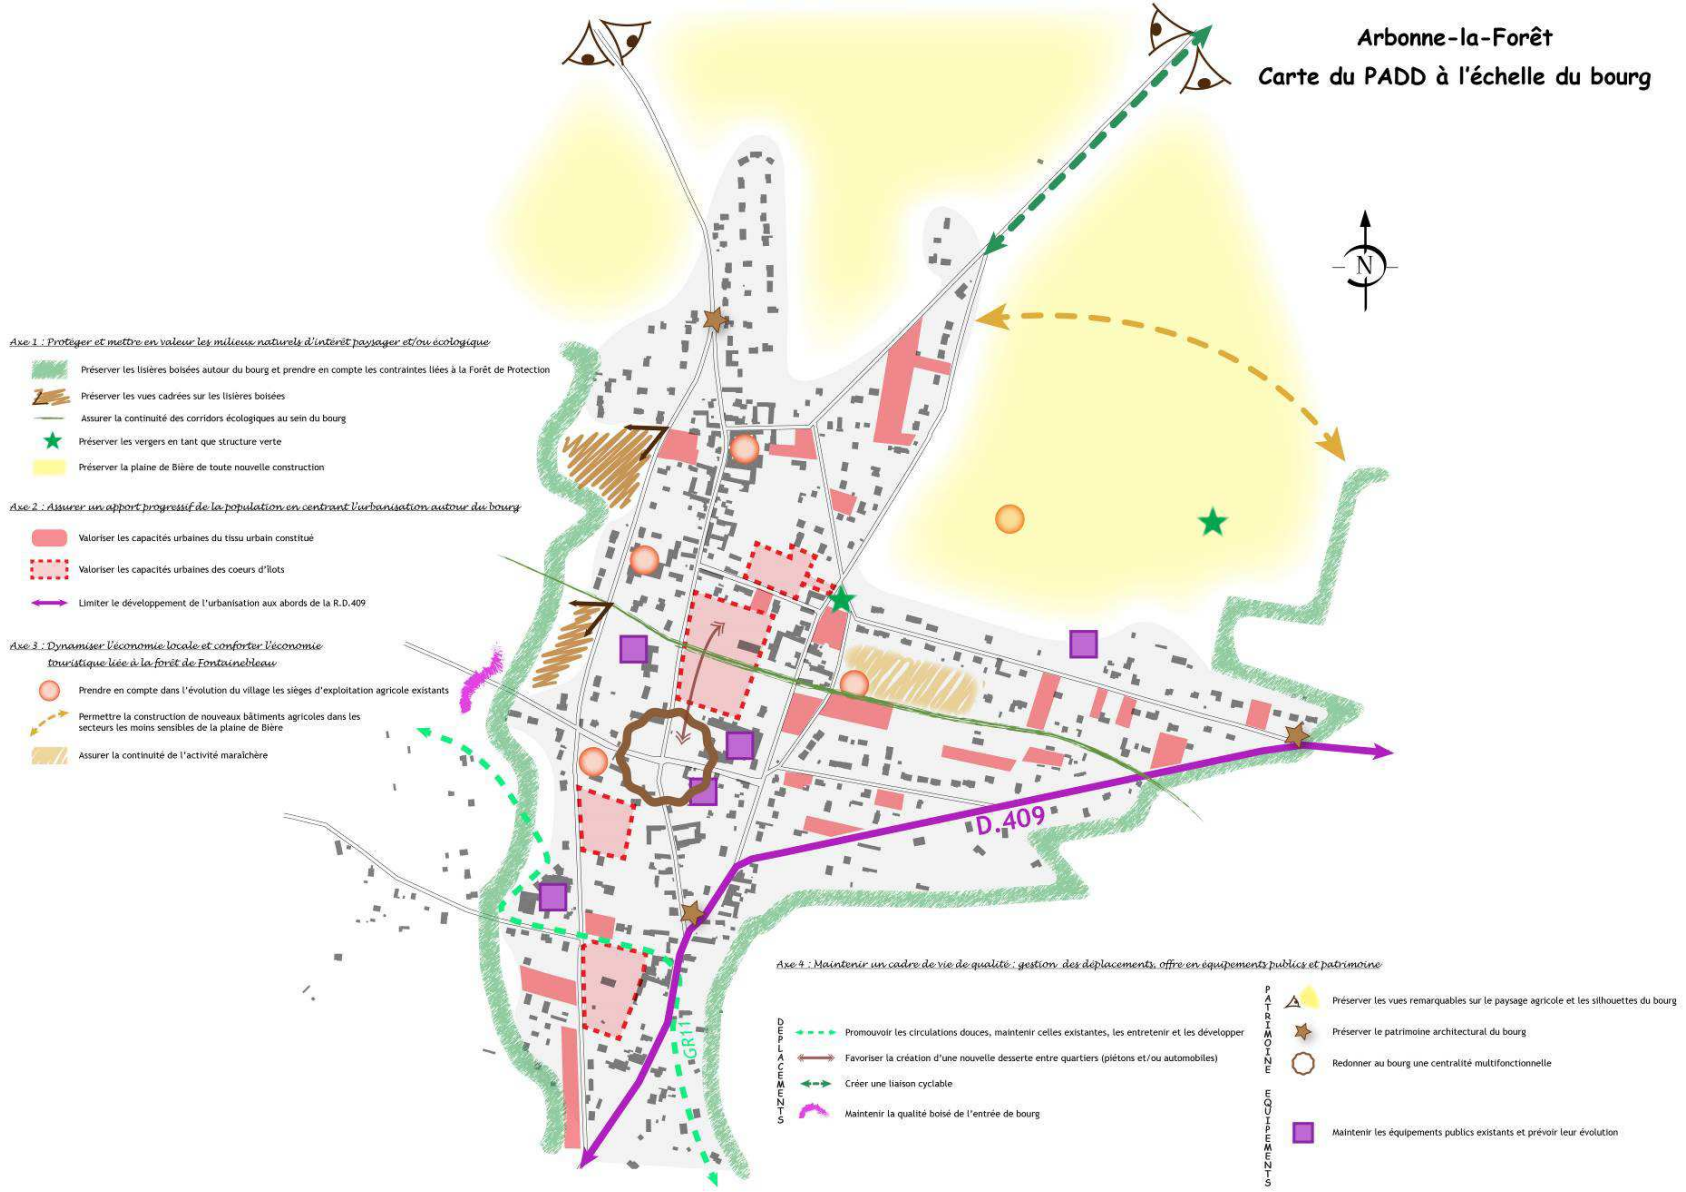 Arbonne-la-Forêt
Carte du PADD à l'échelle du bourg
N
Axe 1 : Protéger et mettre en valeur les milieux naturels d'intérêt paysager et/ou écologique
Préserver les lisières boisées autour du bourg et prendre en compte les contraintes liées à la Forêt de Protection
Préserver les vues cadrées sur les lisières boisées
Assurer la continuité des corridors écologiques au sein du bourg
Préserver les vergers en tant que structure verte
Préserver la plaine de Bière de toute nouvelle construction
Axe 2 : Assurer un apport progressif de la population en centrant l'urbanisation autour du bourg
Valoriser les capacités urbaines du tissu urbain constitué
Valoriser les capacités urbaines des coeurs d'îlots
Limiter le développement de l'urbanisation aux abords de la R.D.409
Axe 3 : Dynamiser l'économie locale et conforter l'économie
touristique liée à la forêt de Fontainebleau
Prendre en compte dans l'évolution du village les sièges d'exploitation agricole existants
Permettre la construction de nouveaux bâtiments agricoles dans les
secteurs les moins sensibles de la plaine de Bière
Assurer la continuité de l'activité maraîchère
D.409
GR11
Axe 4 : Maintenir un cadre de vie de qualité : gestion des déplacements, offre en équipements publics et patrimoine
DEPLACEMENTS
Promouvoir les circulations douces, maintenir celles existantes, les entretenir et les développer
Favoriser la création d'une nouvelle desserte entre quartiers (piétons et/ou automobiles)
Créer une liaison cyclable
Maintenir la qualité boisé de l'entrée de bourg
PATRIMOINE
Préserver les vues remarquables sur le paysage agricole et les silhouettes du bourg
Préserver le patrimoine architectural du bourg
Redonner au bourg une centralité multifonctionnelle
EQUIPEMENTS
Maintenir les équipements publics existants et prévoir leur évolution